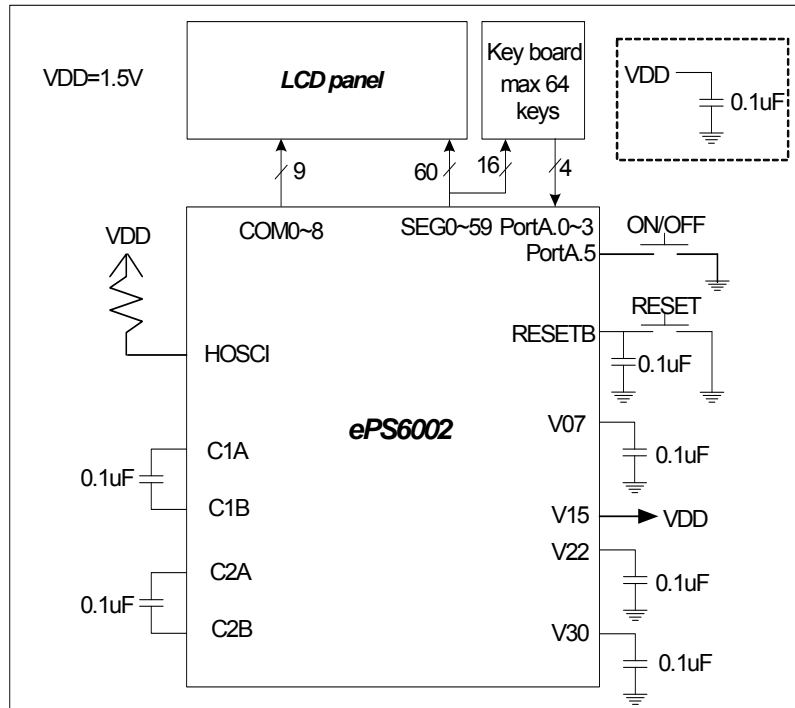 VDD=1.5V
LCD panel
Key board
max 64
keys
VDD
0.1uF
9
60
16
4
COM0~8
SEG0~59
PortA.0~3
PortA.5
ON/OFF
VDD
HOSCI
RESETB
RESET
0.1uF
ePS6002
C1A
0.1uF
C1B
V07
0.1uF
V15
VDD
C2A
0.1uF
C2B
V22
0.1uF
V30
0.1uF